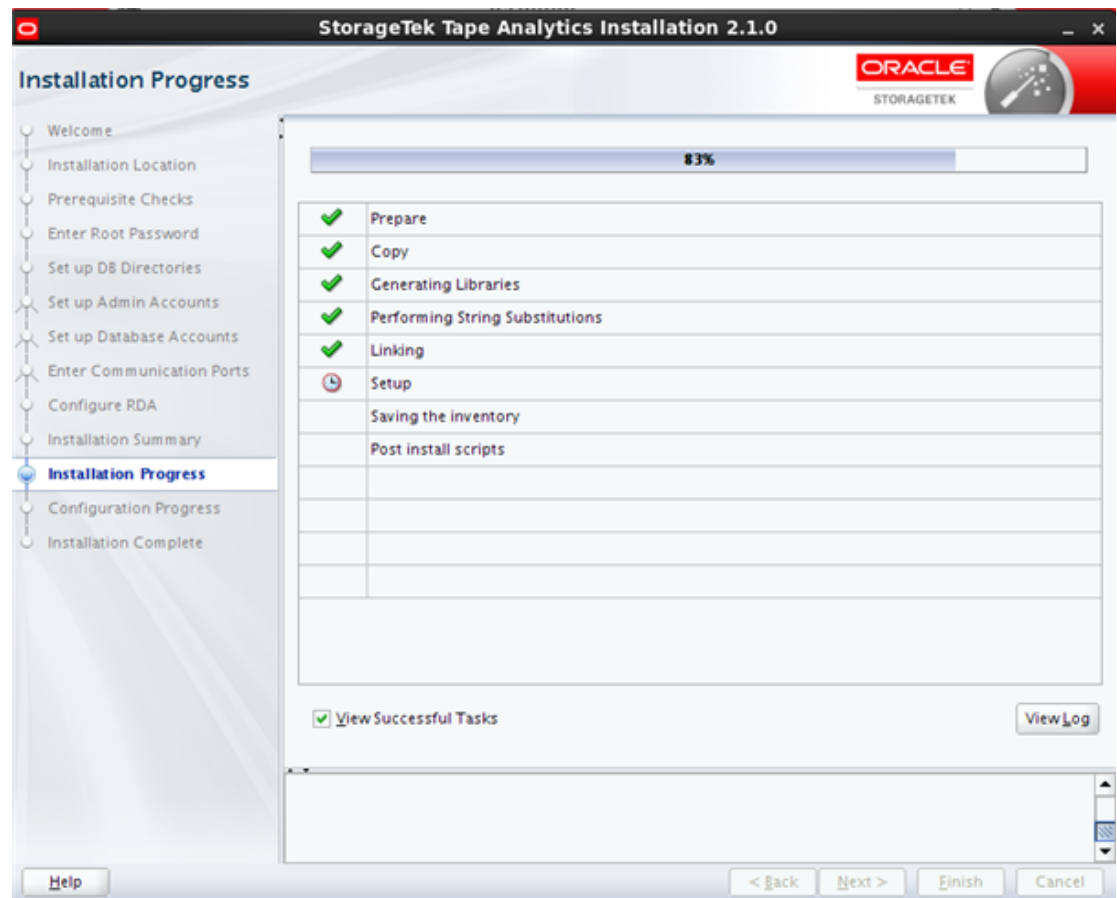 StorageTek Tape Analytics Installation 2.1.0
Installation Progress
ORACLE
STORAGETEK
Welcome
Installation Location
Prerequisite Checks
Enter Root Password
Set up DB Directories
Set up Admin Accounts
Set up Database Accounts
Enter Communication Ports
Configure RDA
Installation Summary
Installation Progress
Configuration Progress
Installation Complete
83%
Prepare
Copy
Generating Libraries
Performing String Substitutions
Linking
Setup
Saving the inventory
Post install scripts
View Successful Tasks
View Log
Help
< Back
Next >
Finish
Cancel